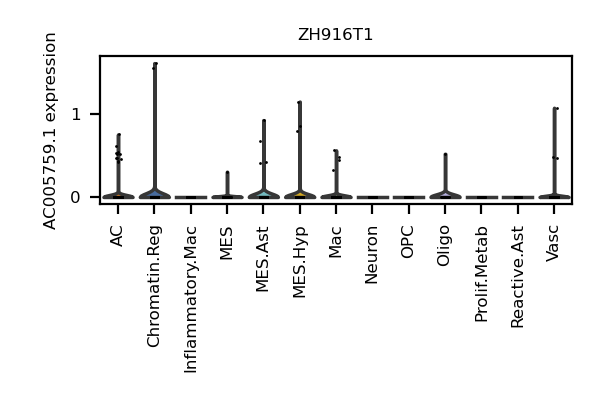 ZH916T1
AC005759.1 expression
1
0
AC
Chromatin.Reg
Inflammatory.Mac
MES
MES.Ast
MES.Hyp
Mac
Neuron
OPC
Oligo
Prolif.Metab
Reactive.Ast
Vasc